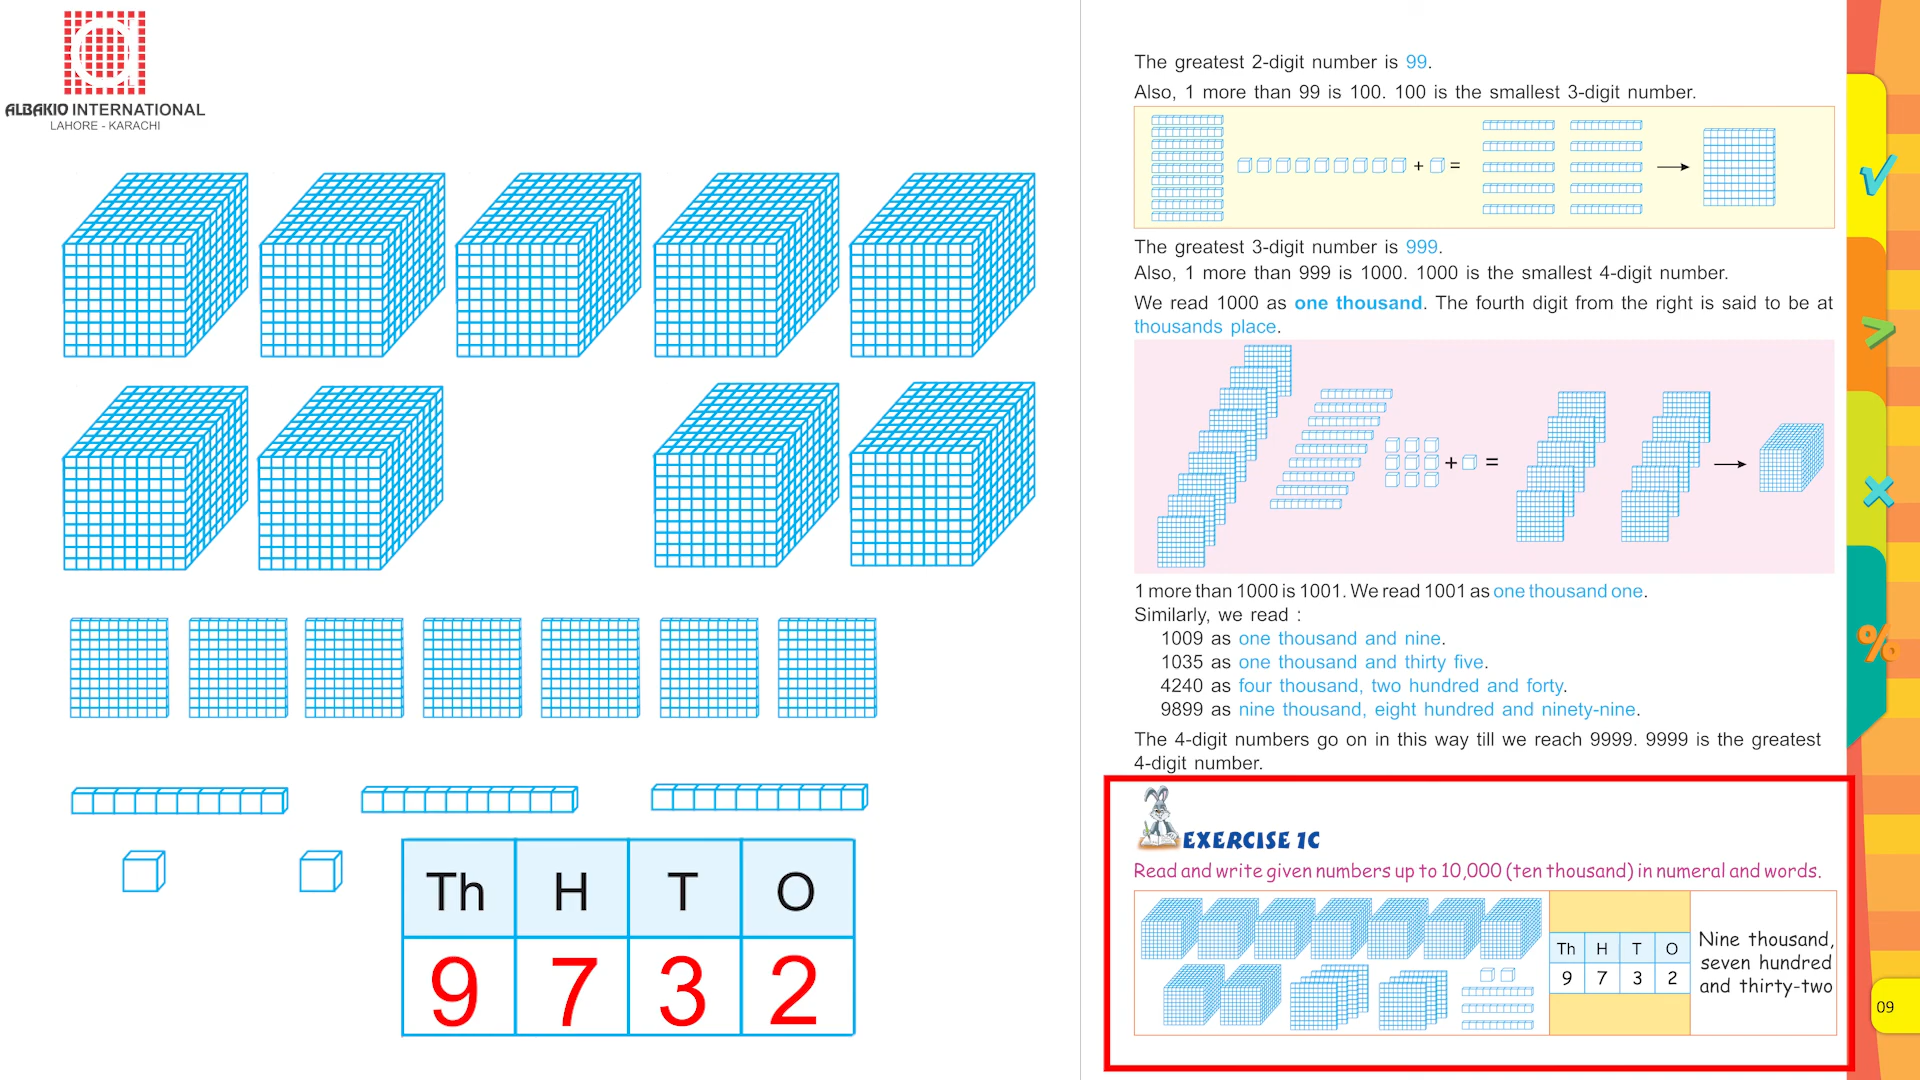 ALBAKIO INTERNATIONAL
LAHORE - KARACHI
Th H T O
9 7 3 2
The greatest 2-digit number is 99.
Also, 1 more than 99 is 100. 100 is the smallest 3-digit number.
+ =
The greatest 3-digit number is 999.
Also, 1 more than 999 is 1000. 1000 is the smallest 4-digit number.
We read 1000 as one thousand. The fourth digit from the right is said to be at
thousands place.
+ =
1 more than 1000 is 1001. We read 1001 as one thousand one.
Similarly, we read :
1009 as one thousand and nine.
1035 as one thousand and thirty five.
4240 as four thousand, two hundred and forty.
9899 as nine thousand, eight hundred and ninety-nine.
The 4-digit numbers go on in this way till we reach 9999. 9999 is the greatest
4-digit number.
EXERCISE 1C
Read and write given numbers up to 10,000 (ten thousand) in numeral and words.
Th H T O
9 7 3 2
Nine thousand,
seven hundred
and thirty-two
√
>
×
%
09